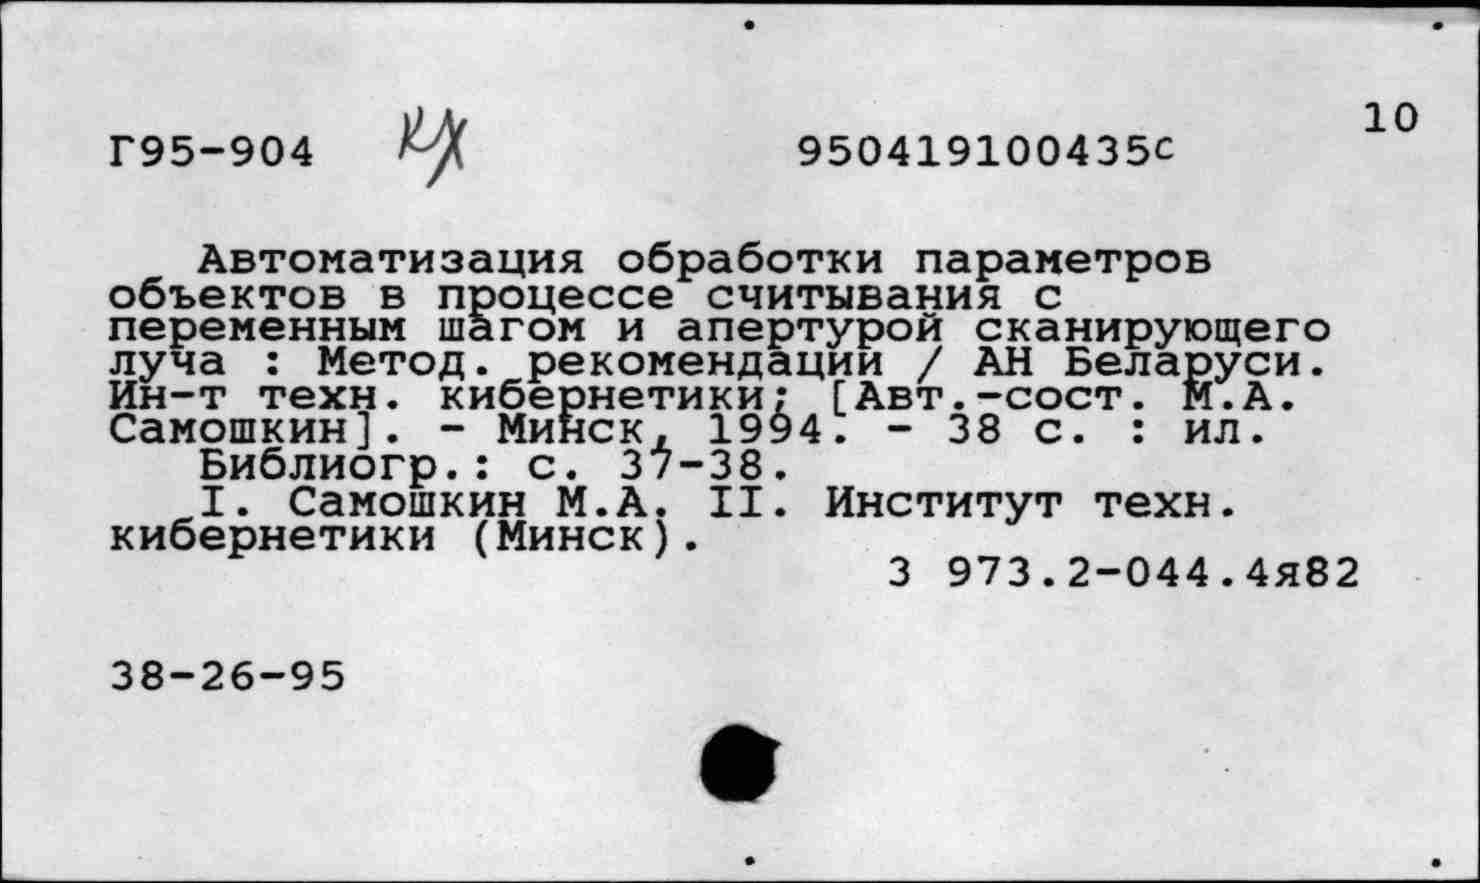 10
Г95-904 950419100435с
Автоматизация обработки параметров
объектов в процессе считывания с
переменным шагом и апертурой сканирующего
луча : Метод. рекомендации / АН Беларуси.
Ин-т техн. кибернетики; [Авт.-сост. М.А.
Самошкин]. - Минск, 1994. - 38 с. : ил.
Библиогр.: с. 37-38.
I. Самошкин М.А. II. Институт техн.
кибернетики (Минск).
З 973.2-044.4я82
38-26-95